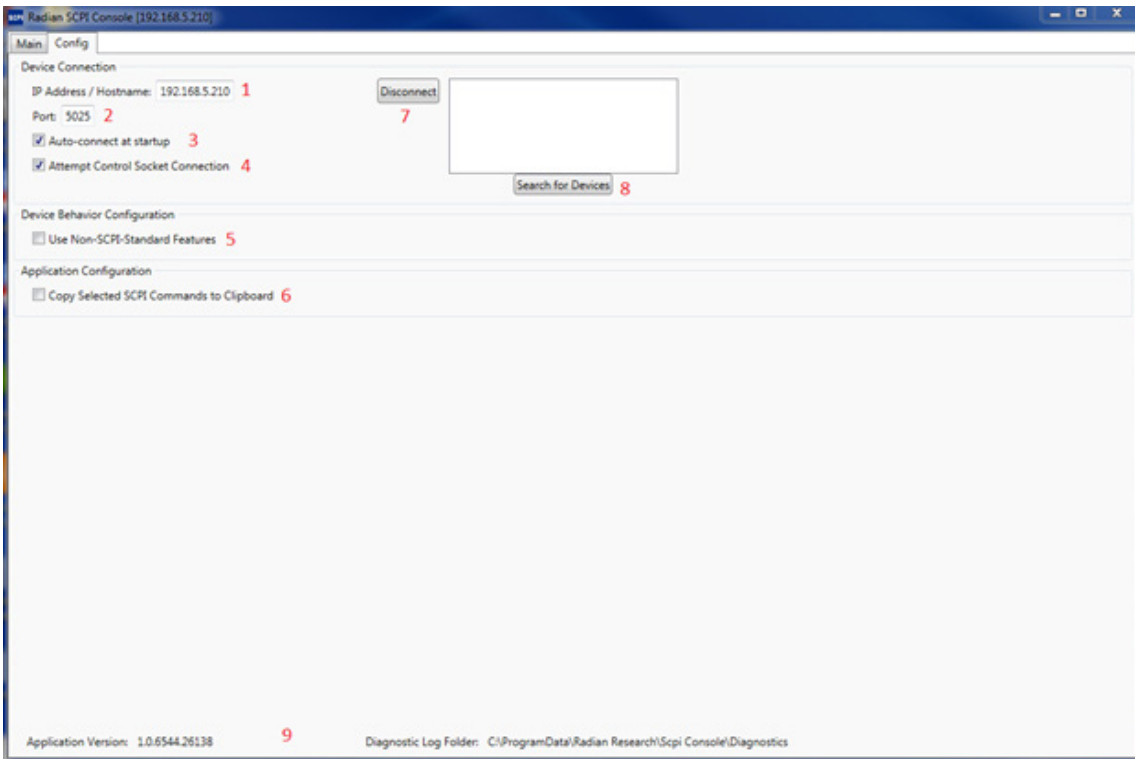 SCPI Radian SCPI Console [192.168.5.210]
Main Config
Device Connection
IP Address / Hostname: 192.168.5.210 1 Disconnect
Port: 5025 2 7
Auto-connect at startup 3
Attempt Control Socket Connection 4
Search for Devices 8
Device Behavior Configuration
Use Non-SCPI-Standard Features 5
Application Configuration
Copy Selected SCPI Commands to Clipboard 6
Application Version: 1.0.6544.26138 9 Diagnostic Log Folder: C:\ProgramData\Radian Research\Scpi Console\Diagnostics